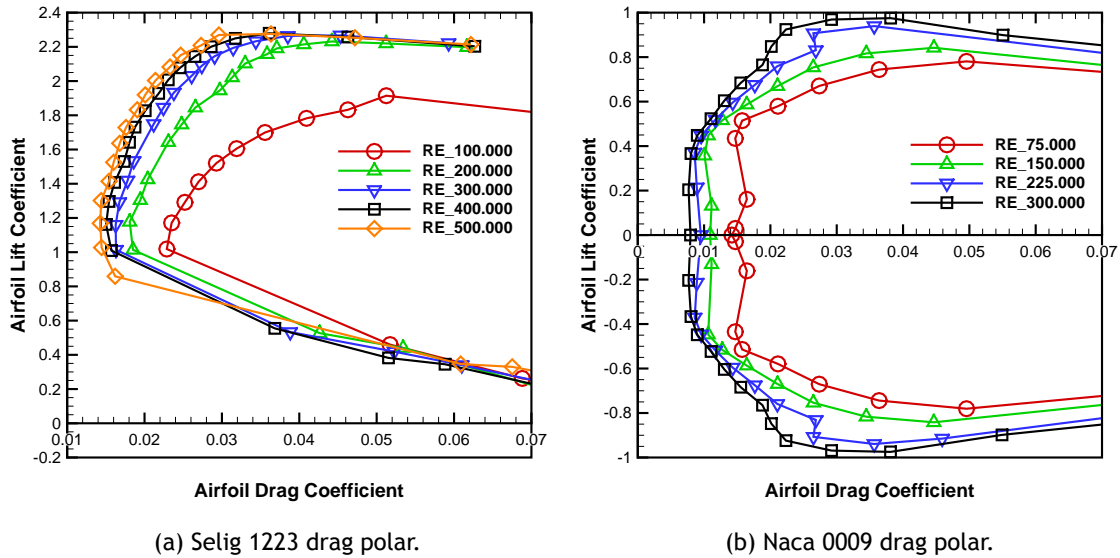 Airfoil Lift Coefficient
2.4
2.2
2
1.8
1.6
1.4
1.2
1
0.8
0.6
0.4
0.2
0
-0.2
0.01
0.02
0.03
0.04
0.05
0.06
0.07
RE_100.000
RE_200.000
RE_300.000
RE_400.000
RE_500.000
Airfoil Drag Coefficient
(a) Selig 1223 drag polar.
Airfoil Lift Coefficient
1
0.8
0.6
0.4
0.2
0
-0.2
-0.4
-0.6
-0.8
-1
0
0.01
0.02
0.03
0.04
0.05
0.06
0.07
RE_75.000
RE_150.000
RE_225.000
RE_300.000
Airfoil Drag Coefficient
(b) Naca 0009 drag polar.